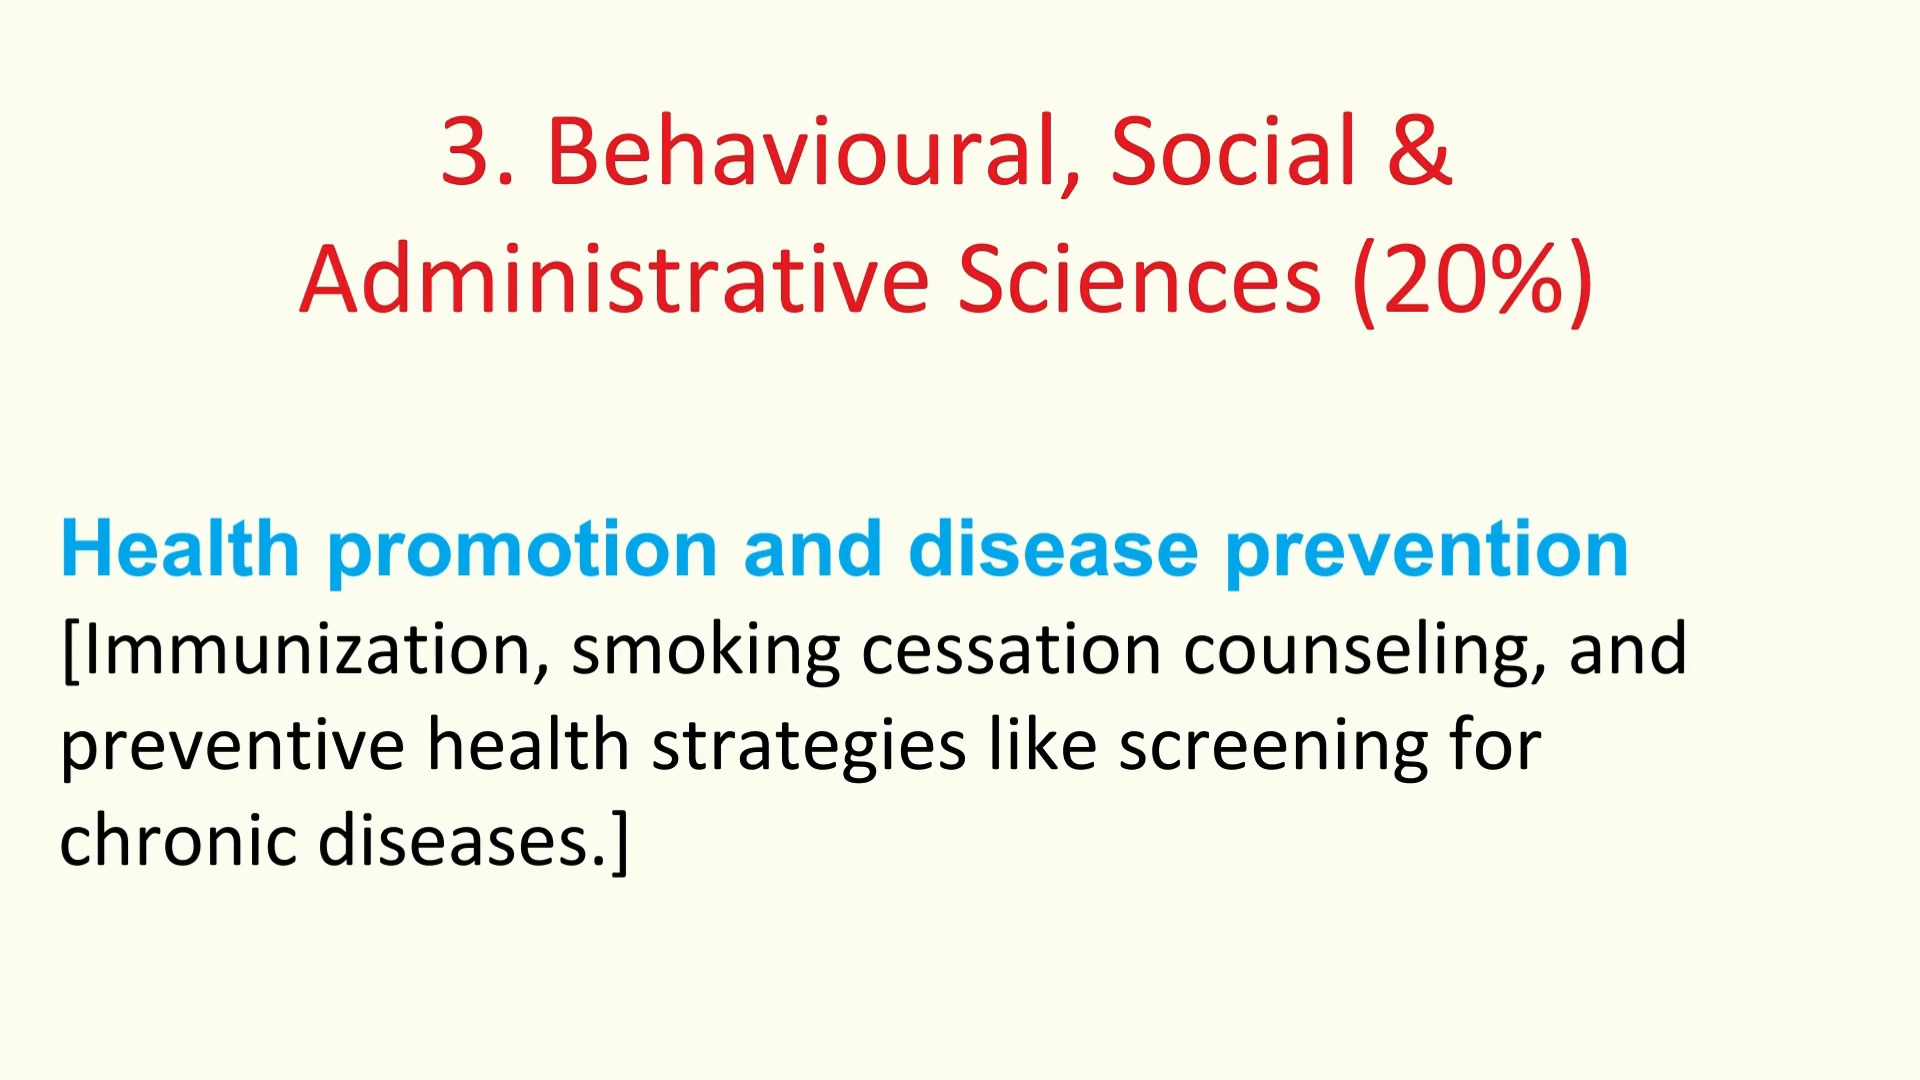 3. Behavioural, Social &
Administrative Sciences (20%)
Health promotion and disease prevention
[Immunization, smoking cessation counseling, and
preventive health strategies like screening for
chronic diseases.]